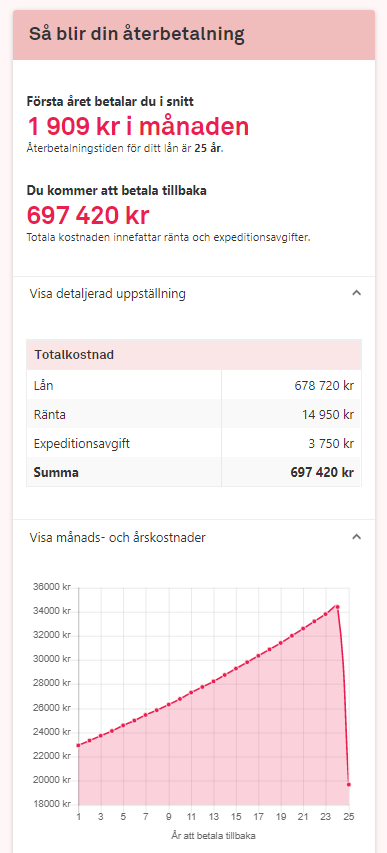 Så blir din återbetalning
Första året betalar du i snitt
1 909 kr i månaden
Återbetalningstiden för ditt lån är 25 år.
Du kommer att betala tillbaka
697 420 kr
Totala kostnaden innefattar ränta och expeditionsavgifter.
Visa detaljerad uppställning
Totalkostnad
Lån 678 720 kr
Ränta 14 950 kr
Expeditionsavgift 3 750 kr
Summa 697 420 kr
Visa månads- och årskostnader
36000 kr
34000 kr
32000 kr
30000 kr
28000 kr
26000 kr
24000 kr
22000 kr
20000 kr
18000 kr
1 3 5 7 9 11 13 15 17 19 21 23 25
År att betala tillbaka